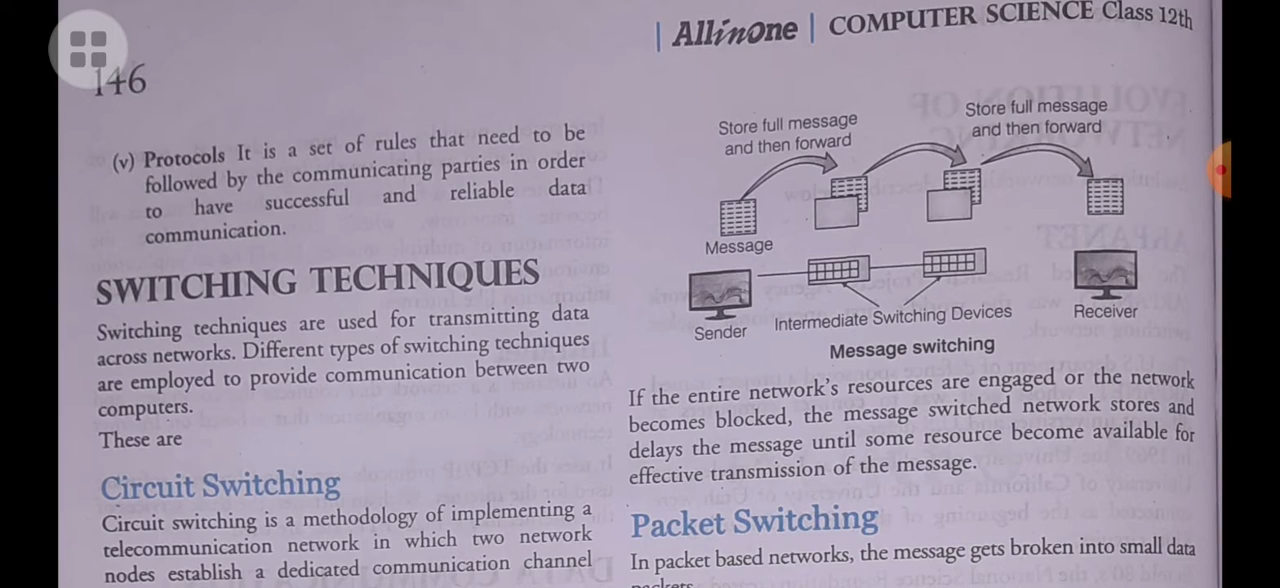 | Allinone | COMPUTER SCIENCE Class 12th
146
(v) Protocols It is a set of rules that need to be
followed by the communicating parties in order
to have successful and reliable data
communication.
SWITCHING TECHNIQUES
Switching techniques are used for transmitting data
across networks. Different types of switching techniques
are employed to provide communication between two
computers.
These are
Circuit Switching
Circuit switching is a methodology of implementing a
telecommunication network in which two network
nodes establish a dedicated communication channel
Store full message
and then forward
Store full message
and then forward
Message
Sender
Intermediate Switching Devices
Receiver
Message switching
If the entire network's resources are engaged or the network
becomes blocked, the message switched network stores and
delays the message until some resource become available for
effective transmission of the message.
Packet Switching
In packet based networks, the message gets broken into small data
packets